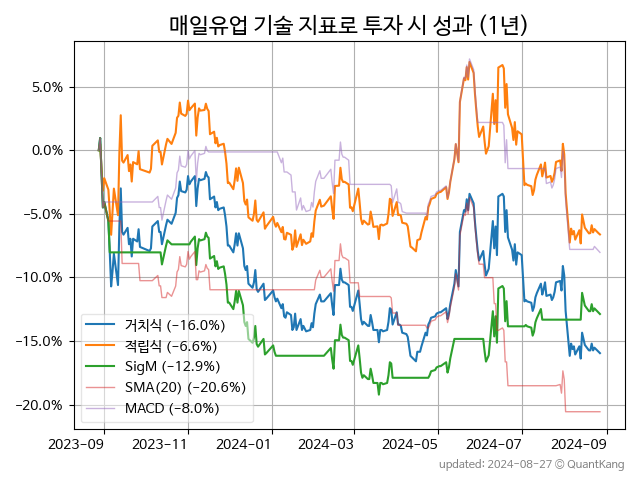 매일유업 기술 지표로 투자 시 성과 (1년)
5.0%
0.0%
−5.0%
−10.0%
−15.0%
−20.0%
거치식 (−16.0%)
적립식 (−6.6%)
SigM (−12.9%)
SMA(20) (−20.6%)
MACD (−8.0%)
2023-09 2023-11 2024-01 2024-03 2024-05 2024-07 2024-09
updated: 2024-08-27 © QuantKang